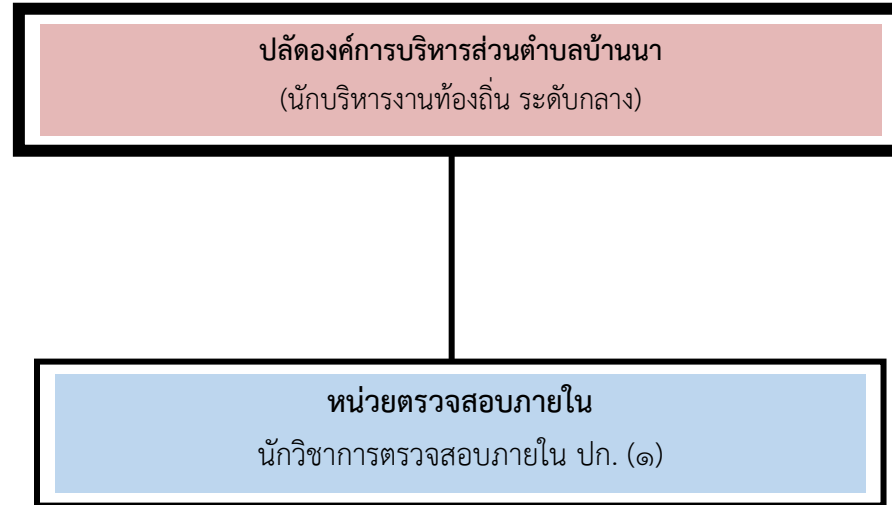 ปลัดองค์การบริหารส่วนตำบลบ้านนา
(นักบริหารงานท้องถิ่น ระดับกลาง)
หน่วยตรวจสอบภายใน
นักวิชาการตรวจสอบภายใน ปก. (๑)